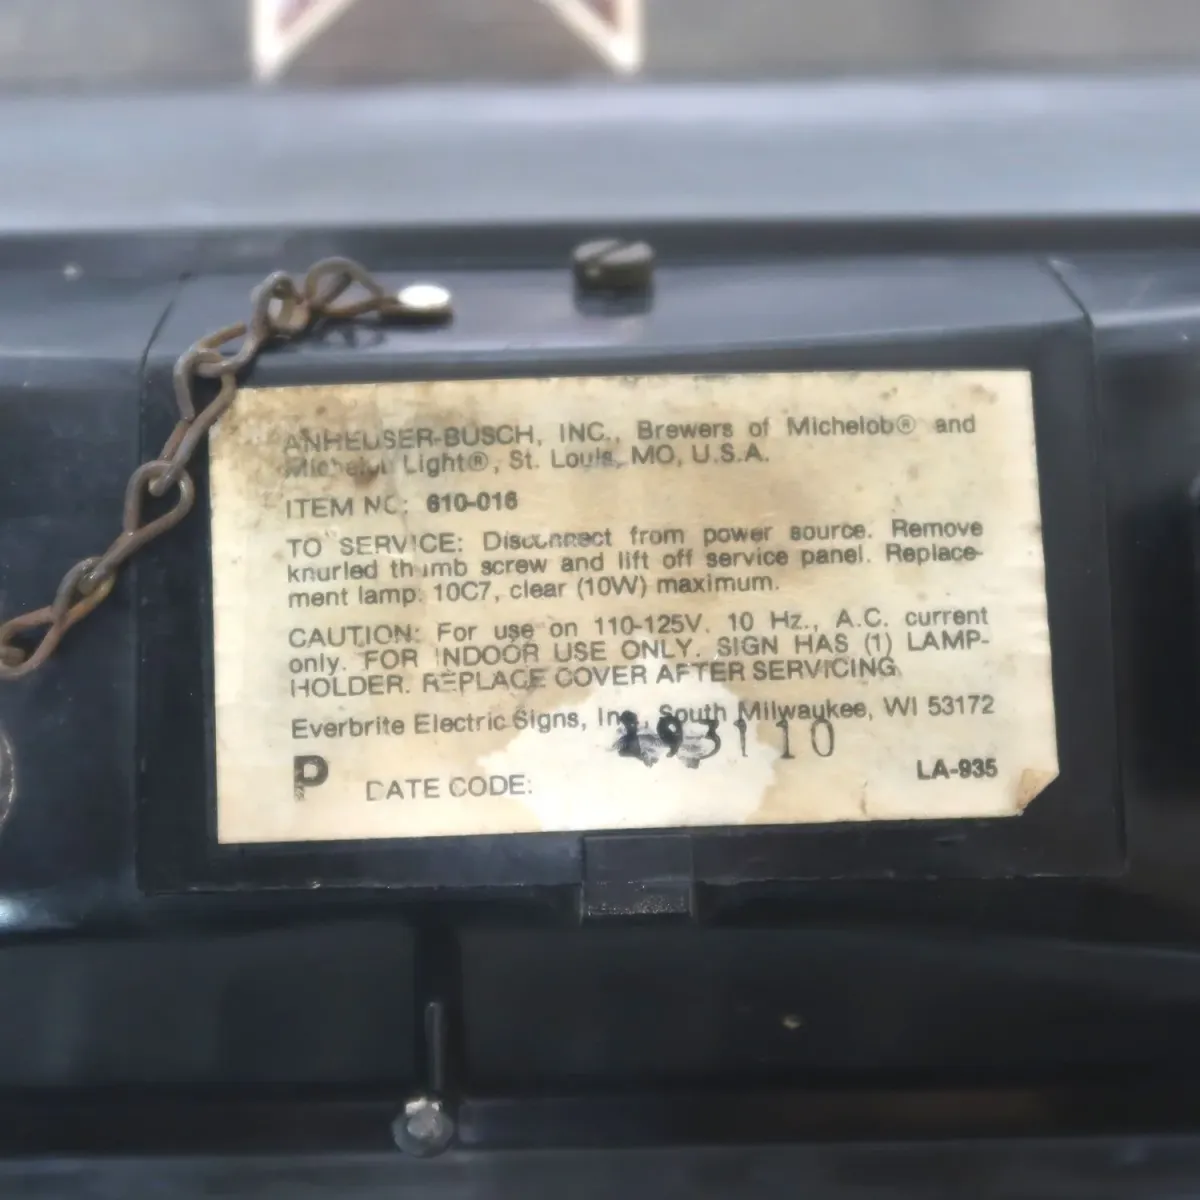 ANHEUSER-BUSCH, INC., Brewers of Michelob® and
Michelob Light®, St. Louis, MO, U.S.A.
ITEM NO: 610-016
TO SERVICE: Disconnect from power source. Remove
knurled thumb screw and lift off service panel. Replace-
ment lamp: 10C7, clear (10W) maximum.
CAUTION: For use on 110-125V. 10 Hz., A.C. current
only. FOR INDOOR USE ONLY. SIGN HAS (1) LAMP-
HOLDER. REPLACE COVER AFTER SERVICING.
Everbrite Electric Signs, Inc., South Milwaukee, WI 53172
P DATE CODE: LA-935